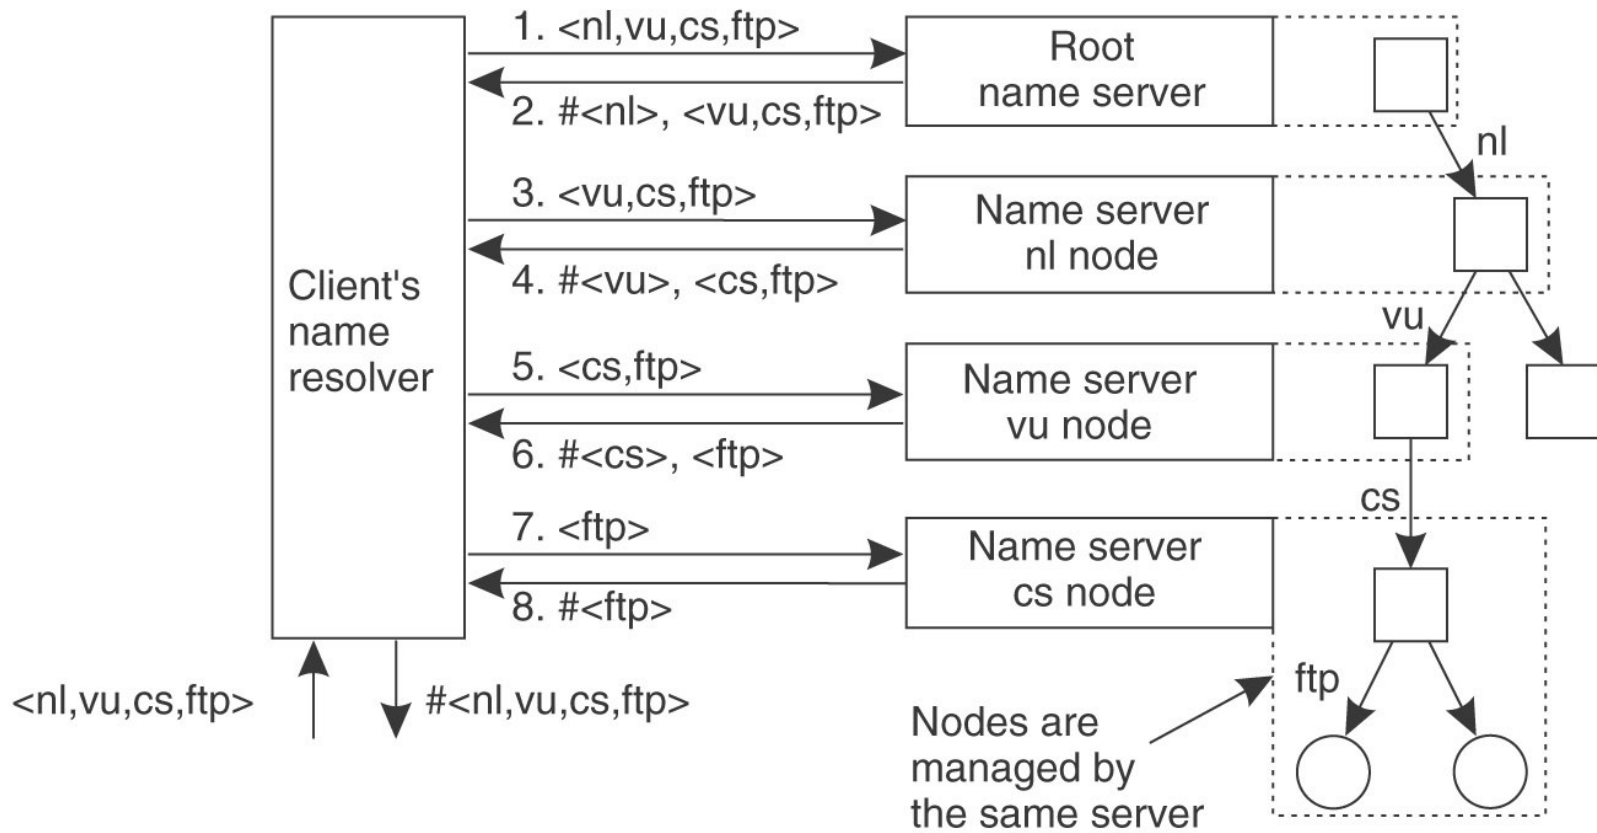 1. <nl,vu,cs,ftp>
Root
name server
2. #<nl>, <vu,cs,ftp>
nl
3. <vu,cs,ftp>
Name server
nl node
4. #<vu>, <cs,ftp>
Client's
name
resolver
vu
5. <cs,ftp>
Name server
vu node
6. #<cs>, <ftp>
cs
7. <ftp>
Name server
cs node
8. #<ftp>
<nl,vu,cs,ftp>
#<nl,vu,cs,ftp>
ftp
Nodes are
managed by
the same server